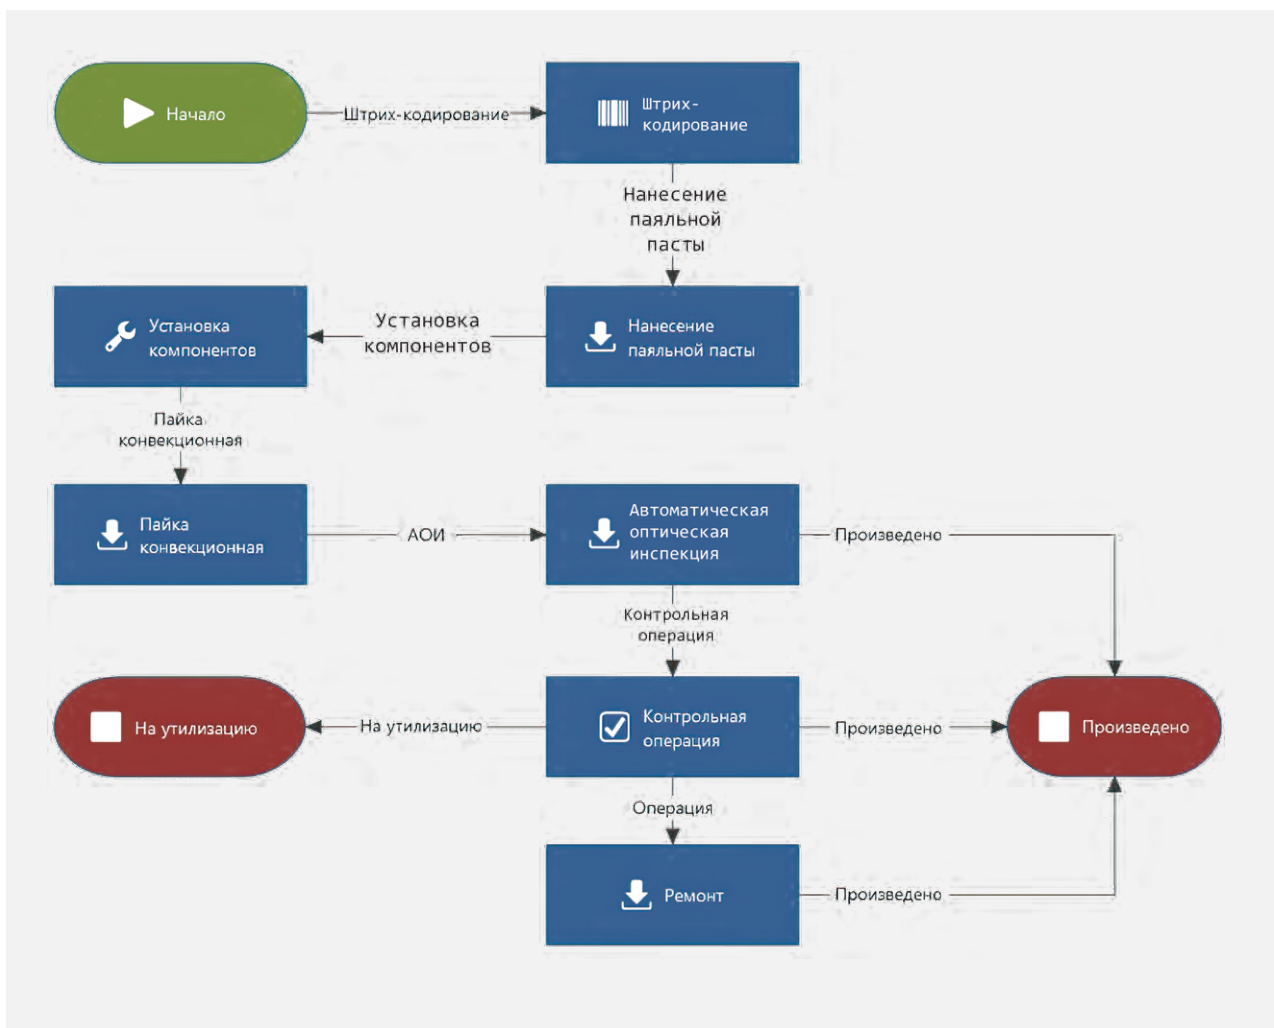 Начало
Штрих-кодирование
Штрих-
кодирование
Нанесение
паяльной
пасты
Установка
компонентов
Установка
компонентов
Нанесение
паяльной пасты
Пайка
конвекционная
Пайка
конвекционная
АОИ
Автоматическая
оптическая
инспекция
Произведено
Контрольная
операция
На утилизацию
На утилизацию
Контрольная
операция
Произведено
Произведено
Операция
Ремонт
Произведено